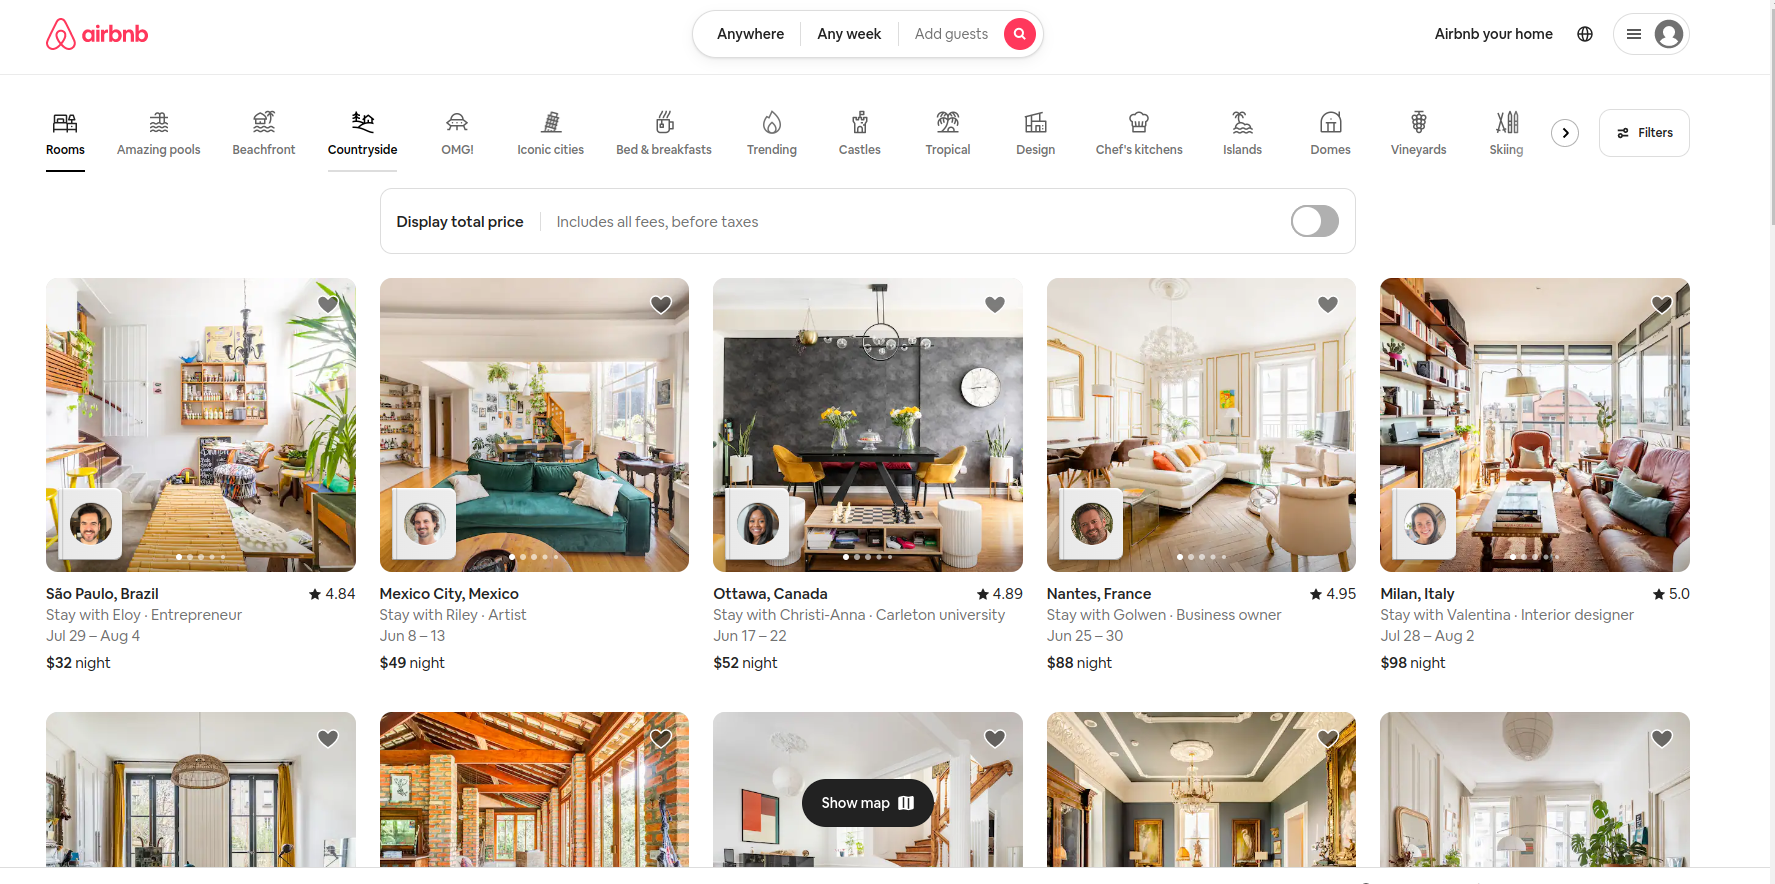 airbnb
Anywhere
Any week
Add guests
Airbnb your home
Rooms
Amazing pools
Beachfront
Countryside
OMG!
Iconic cities
Bed & breakfasts
Trending
Castles
Tropical
Design
Chef's kitchens
Islands
Domes
Vineyards
Skiing
Filters
Display total price
Includes all fees, before taxes
São Paulo, Brazil
4.84
Stay with Eloy · Entrepreneur
Jul 29 – Aug 4
$32 night
Mexico City, Mexico
Stay with Riley · Artist
Jun 8 – 13
$49 night
Ottawa, Canada
4.89
Stay with Christi-Anna · Carleton university
Jun 17 – 22
$52 night
Nantes, France
4.95
Stay with Golwen · Business owner
Jun 25 – 30
$88 night
Milan, Italy
5.0
Stay with Valentina · Interior designer
Jul 28 – Aug 2
$98 night
Show map